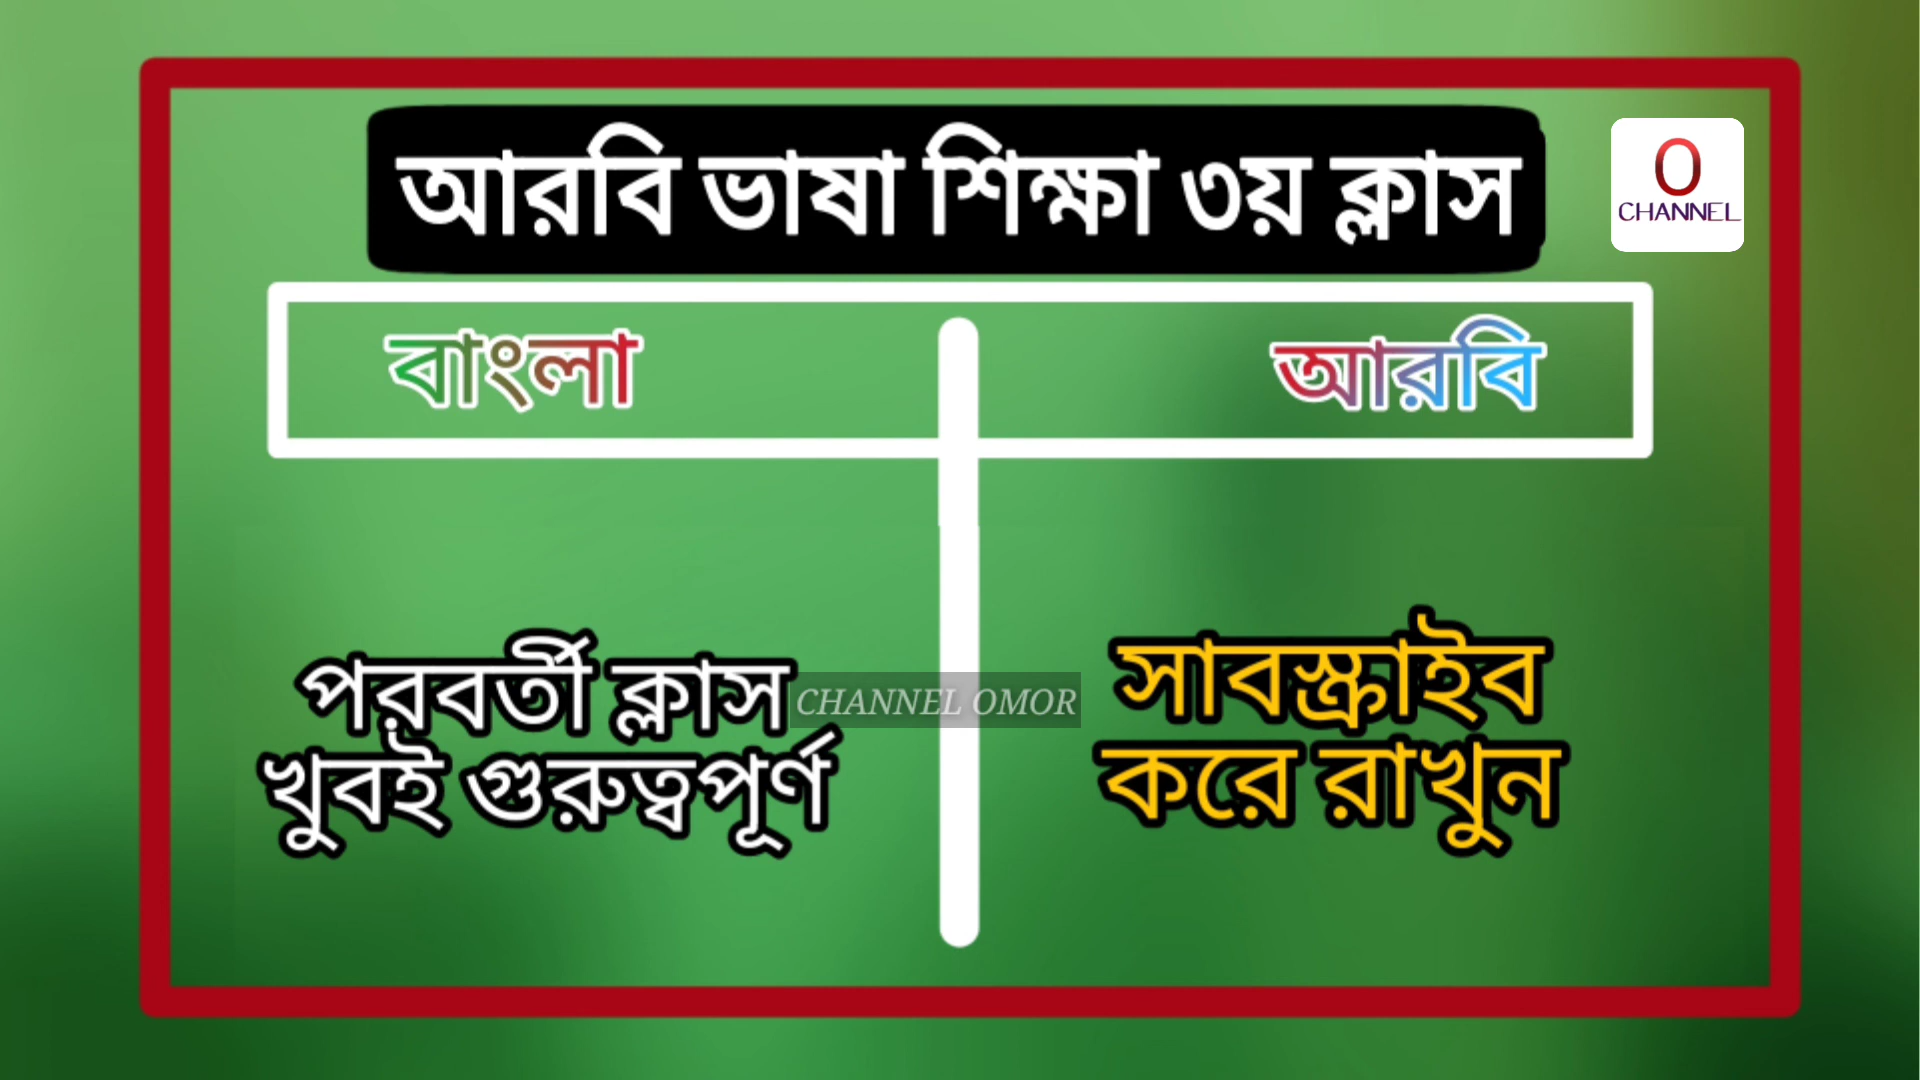 আরবি ভাষা শিক্ষা ৩য় ক্লাস
O
CHANNEL
বাংলা
আরবি
পরবর্তী ক্লাস
খুবই গুরুত্বপূর্ণ
CHANNEL OMOR
সাবস্ক্রাইব
করে রাখুন